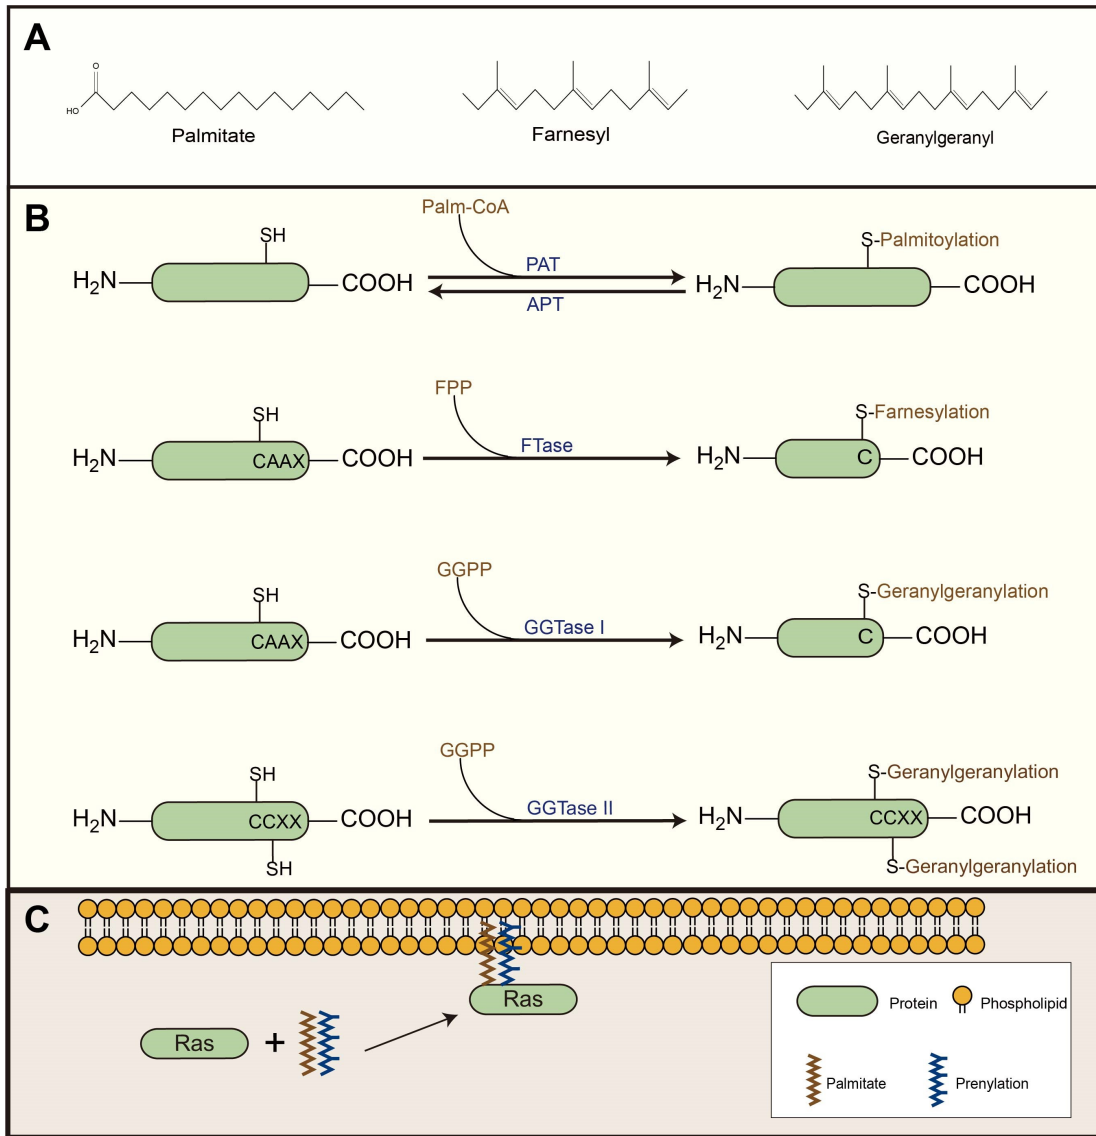 A
O
HO
Palmitate
Farnesyl
Geranylgeranyl
B
Palm-CoA
SH
S-Palmitoylation
H₂N
COOH
PAT
APT
H₂N
COOH
FPP
SH
S-Farnesylation
H₂N
CAAX
COOH
FTase
H₂N
C
COOH
GGPP
SH
S-Geranylgeranylation
H₂N
CAAX
COOH
GGTase I
H₂N
C
COOH
GGPP
SH
S-Geranylgeranylation
H₂N
CCXX
COOH
GGTase II
H₂N
CCXX
COOH
SH
S-Geranylgeranylation
C
Ras
Ras
+
Protein
Phospholipid
Palmitate
Prenylation